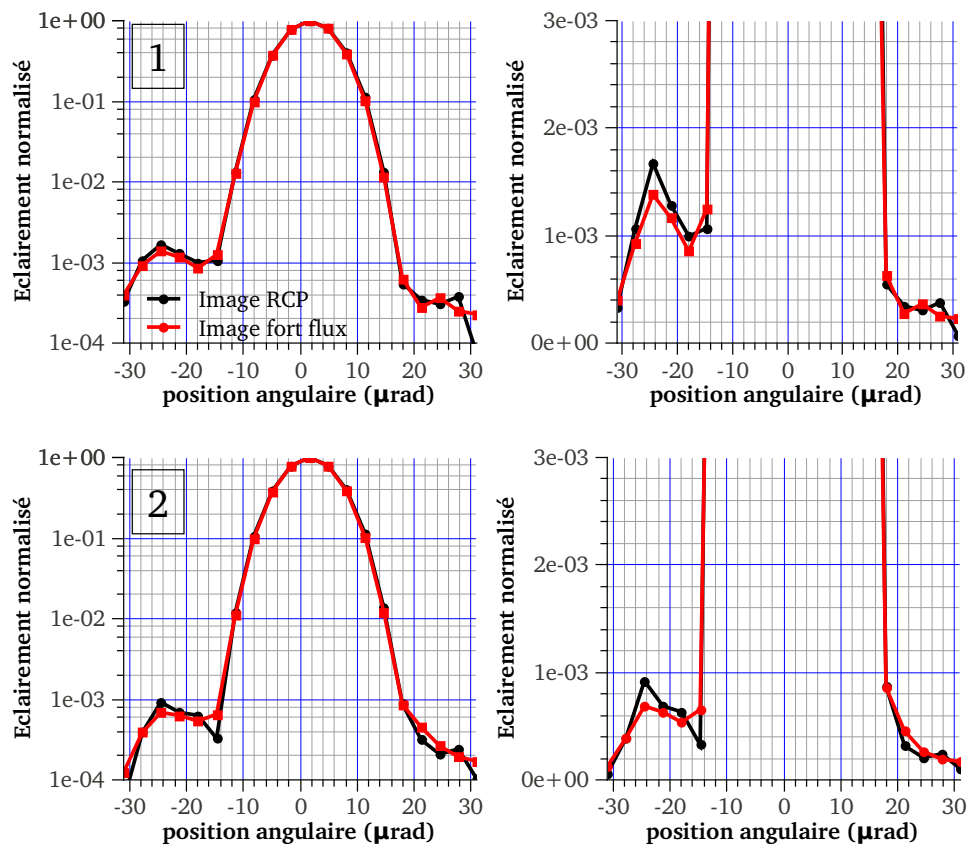 1e+00
1e-01
1e-02
1e-03
1e-04
Eclairement normalisé
1
Image RCP
Image fort flux
-30 -20 -10 0 10 20 30
position angulaire (μrad)
3e-03
2e-03
1e-03
0e+00
Eclairement normalisé
-30 -20 -10 0 10 20 30
position angulaire (μrad)
1e+00
1e-01
1e-02
1e-03
1e-04
Eclairement normalisé
2
-30 -20 -10 0 10 20 30
position angulaire (μrad)
3e-03
2e-03
1e-03
0e+00
Eclairement normalisé
-30 -20 -10 0 10 20 30
position angulaire (μrad)